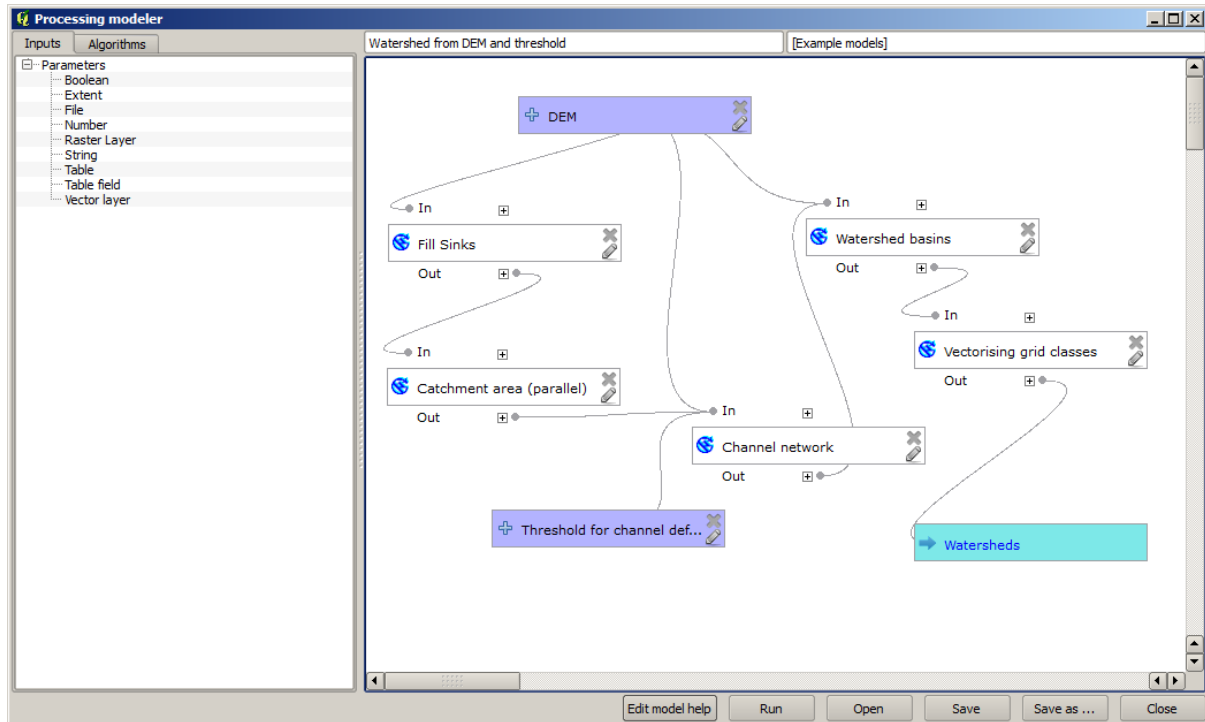 Processing modeler
Inputs
Algorithms
Parameters
Boolean
Extent
File
Number
Raster Layer
String
Table
Table field
Vector layer
Watershed from DEM and threshold
[Example models]
DEM
In
Fill Sinks
Out
In
Watershed basins
Out
In
Vectorising grid classes
Out
In
Catchment area (parallel)
Out
In
Channel network
Out
Threshold for channel def...
Watersheds
Edit model help
Run
Open
Save
Save as ...
Close